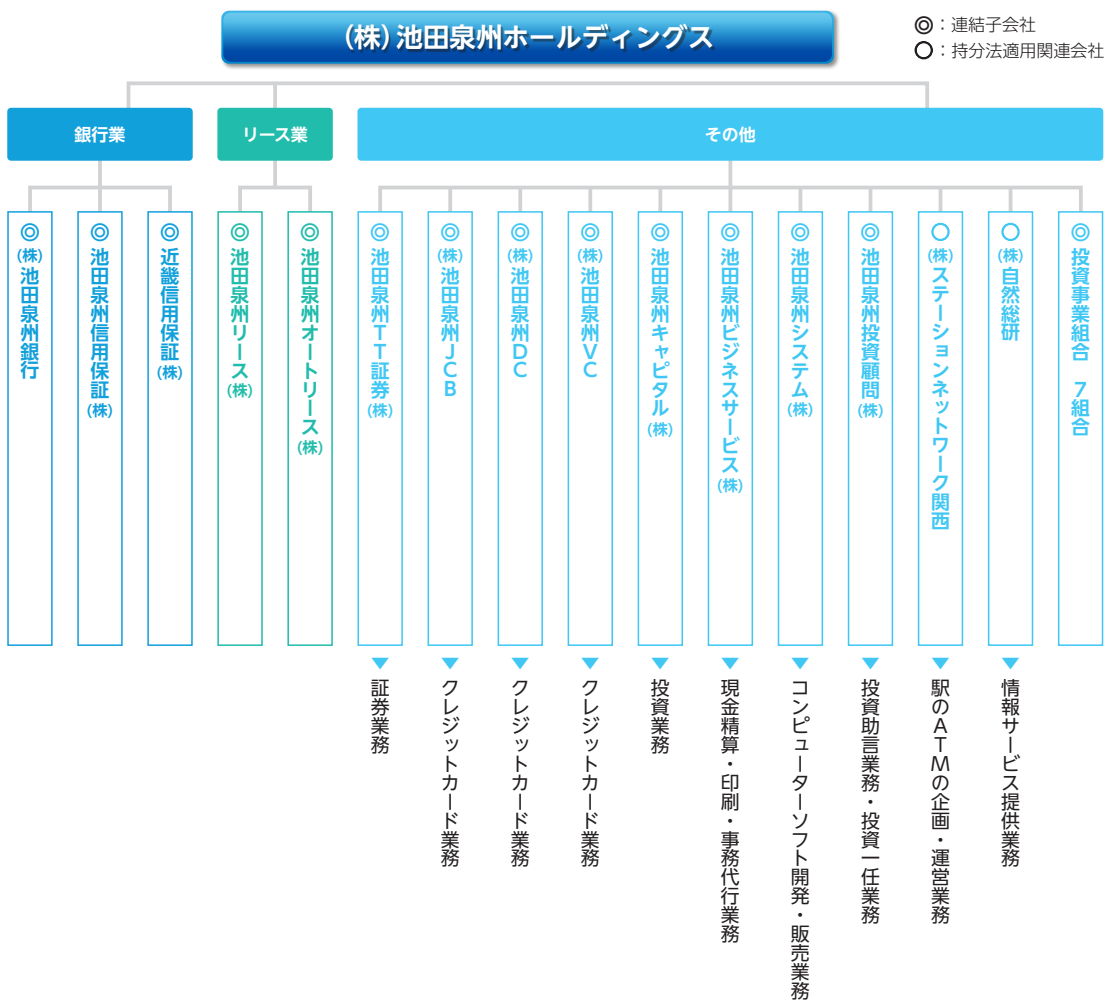 (株)池田泉州ホールディングス
◎：連結子会社
○：持分法適用関連会社
銀行業
リース業
その他
◎(株)池田泉州銀行
◎池田泉州信用保証(株)
◎近畿信用保証(株)
◎池田泉州リース(株)
◎池田泉州オートリース(株)
◎池田泉州TT証券(株)
◎(株)池田泉州JCB
◎(株)池田泉州DC
◎(株)池田泉州VC
◎池田泉州キャピタル(株)
◎池田泉州ビジネスサービス(株)
◎池田泉州システム(株)
◎池田泉州投資顧問(株)
○(株)ステーションネットワーク関西
○(株)自然総研
◎投資事業組合　7組合
証券業務
クレジットカード業務
クレジットカード業務
クレジットカード業務
投資業務
現金精算・印刷・事務代行業務
コンピューターソフト開発・販売業務
投資助言業務・投資一任業務
駅のATMの企画・運営業務
情報サービス提供業務